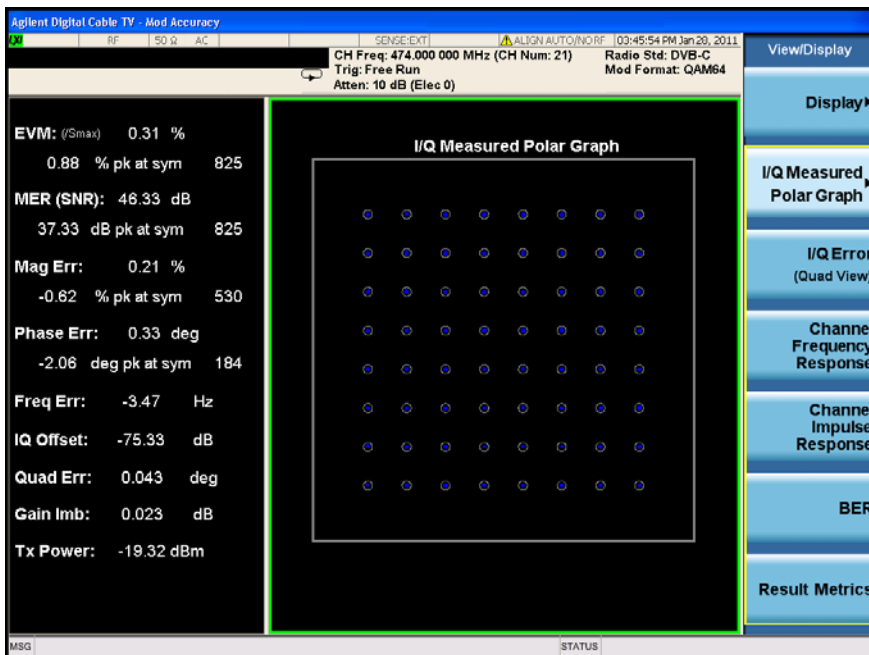 Agilent Digital Cable TV - Mod Accuracy
RF 50 Ω AC SENSE:EXT ALIGN AUTO/NO RF 03:45:54 PM Jan 28, 2011
CH Freq: 474.000 000 MHz (CH Num: 21) Radio Std: DVB-C
Trig: Free Run Mod Format: QAM64
Atten: 10 dB (Elec 0)
EVM: (/Smax) 0.31 %
0.88 % pk at sym 825
MER (SNR): 46.33 dB
37.33 dB pk at sym 825
Mag Err: 0.21 %
-0.62 % pk at sym 530
Phase Err: 0.33 deg
-2.06 deg pk at sym 184
Freq Err: -3.47 Hz
IQ Offset: -75.33 dB
Quad Err: 0.043 deg
Gain Imb: 0.023 dB
Tx Power: -19.32 dBm
I/Q Measured Polar Graph
View/Display
Display
I/Q Measured
Polar Graph
I/Q Error
(Quad View)
Channe
Frequency
Response
Channe
Impulse
Response
BER
Result Metrics
MSG STATUS